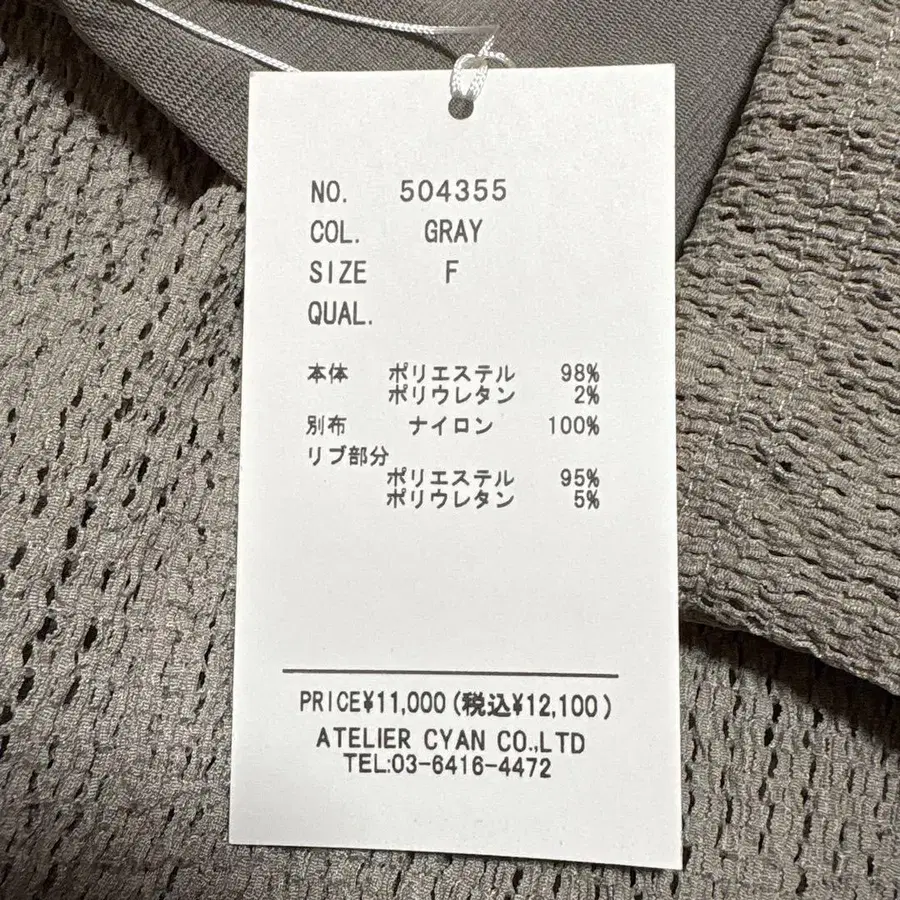 NO. 504355
COL. GRAY
SIZE F
QUAL.
本体 ポリエステル 98%
ポリウレタン 2%
別布 ナイロン 100%
リブ部分
ポリエステル 95%
ポリウレタン 5%
PRICE¥11,000(税込¥12,100)
ATELIER CYAN CO.,LTD
TEL:03-6416-4472